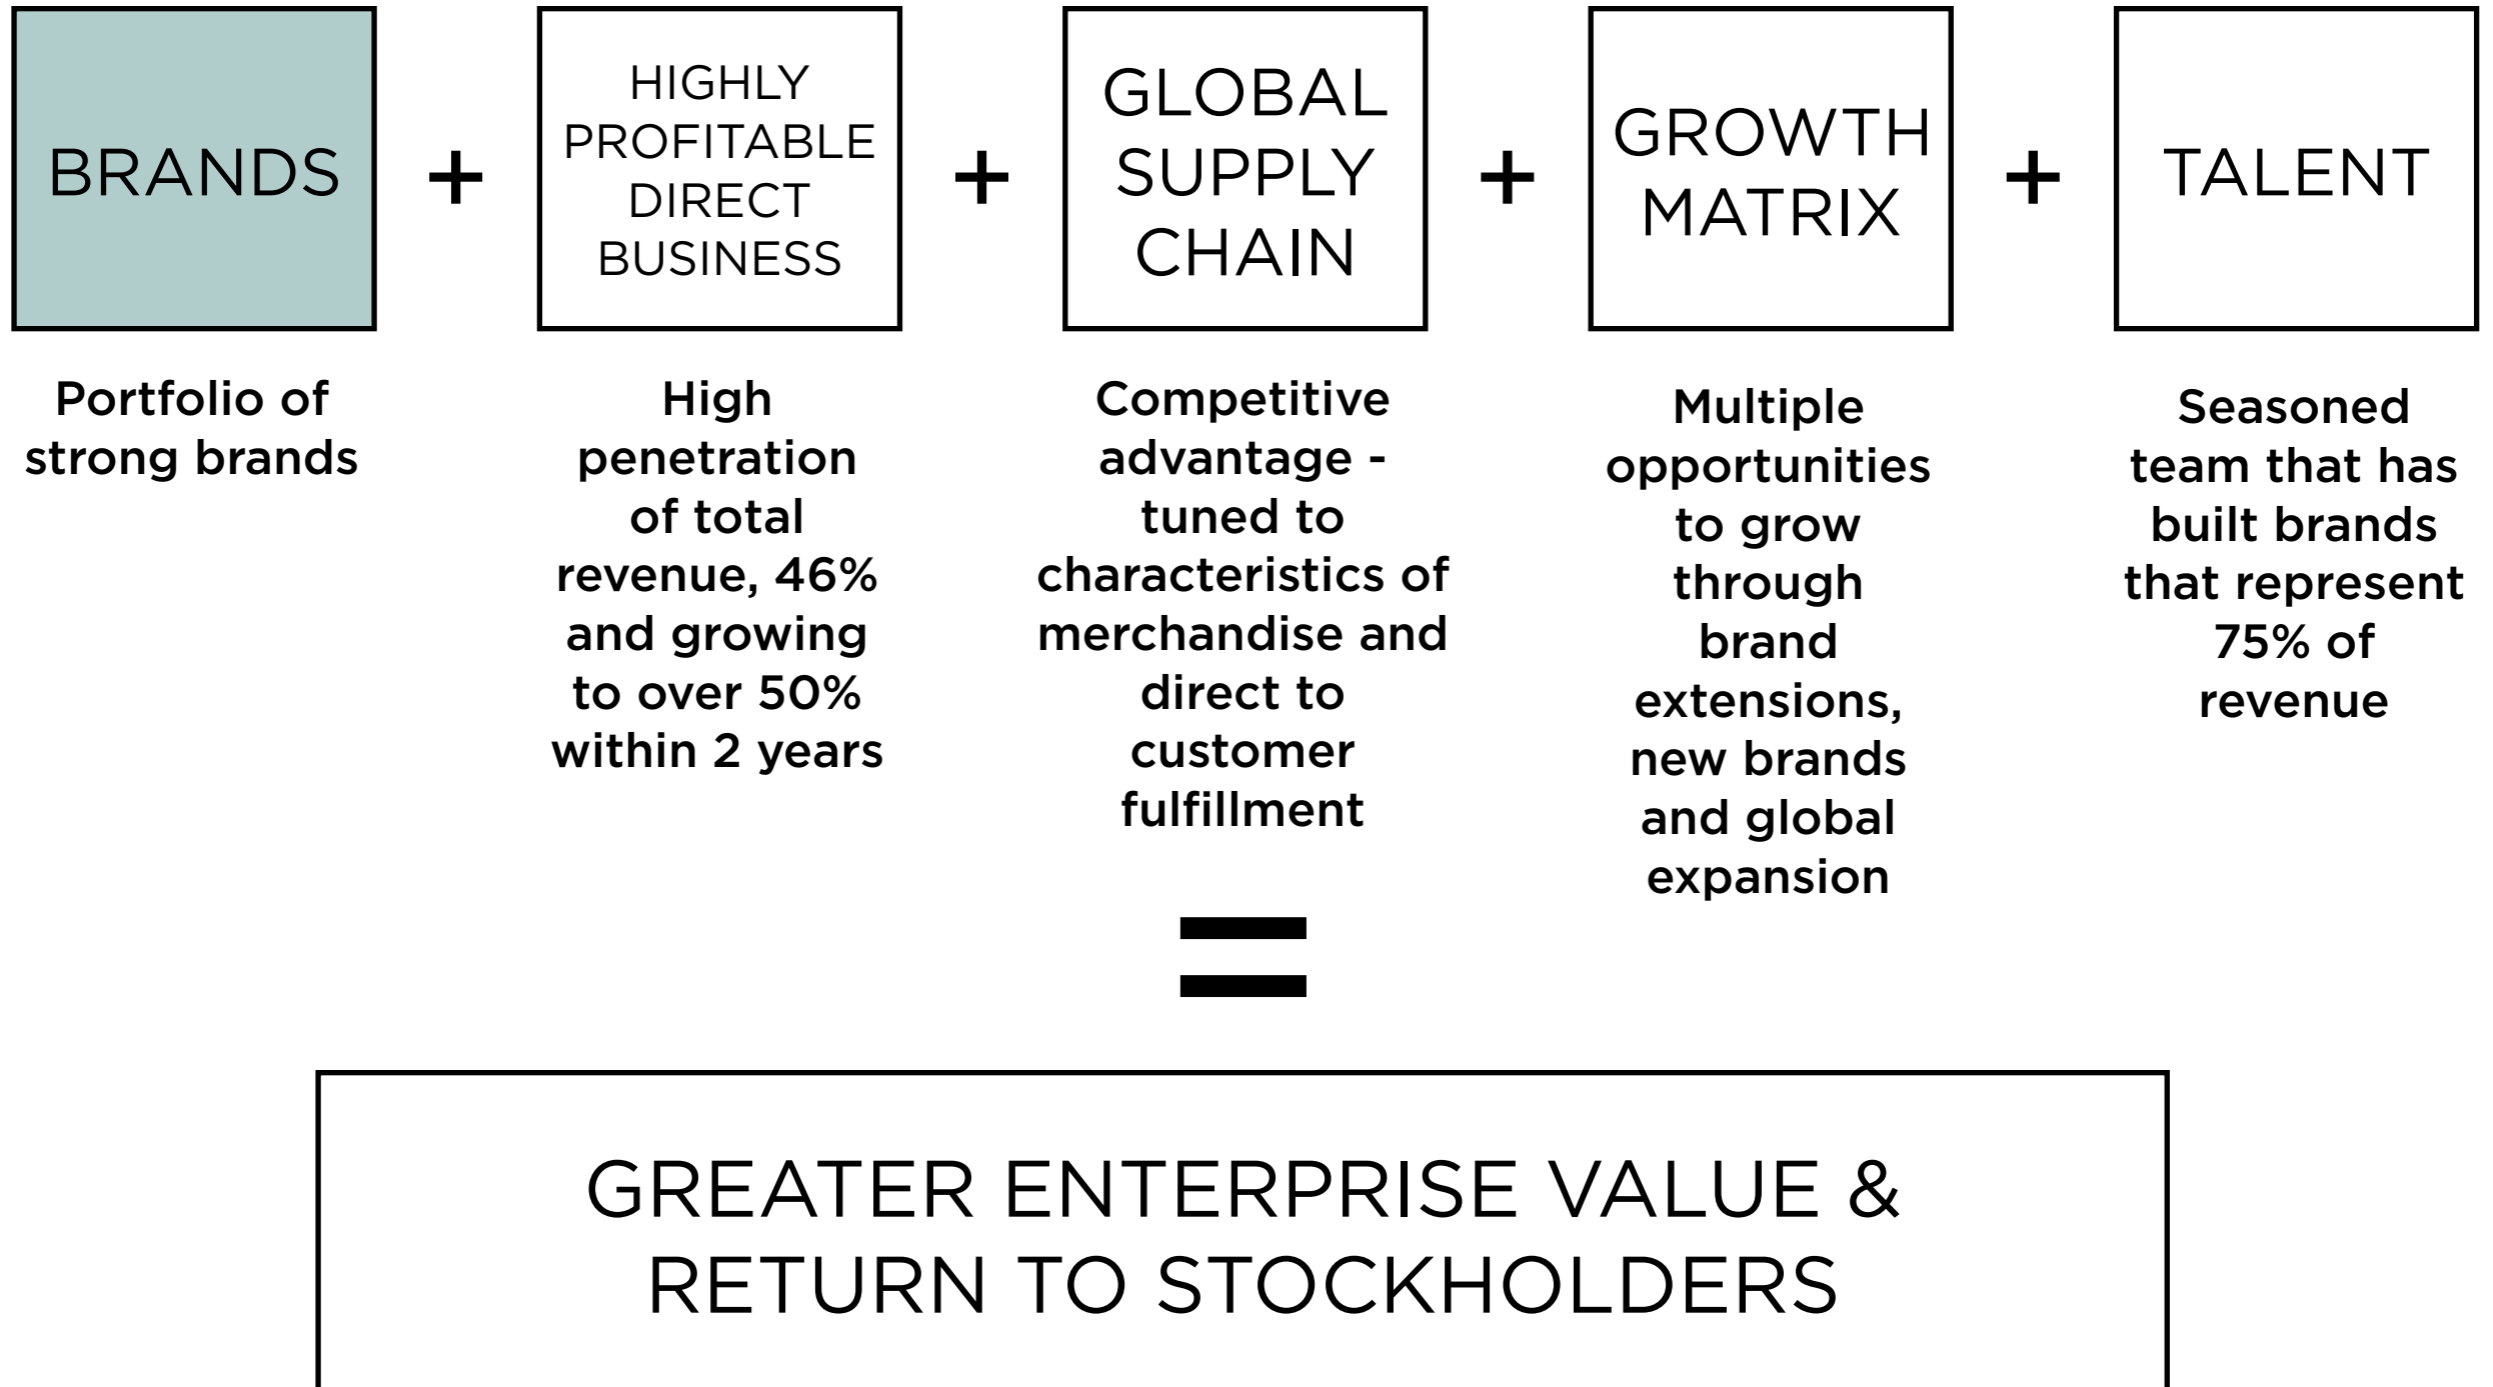 BRANDS
+
HIGHLY
PROFITABLE
DIRECT
BUSINESS
+
GLOBAL
SUPPLY
CHAIN
+
GROWTH
MATRIX
+
TALENT
Portfolio of
strong brands
High
penetration
of total
revenue, 46%
and growing
to over 50%
within 2 years
Competitive
advantage -
tuned to
characteristics of
merchandise and
direct to
customer
fulfillment
Multiple
opportunities
to grow
through
brand
extensions,
new brands
and global
expansion
Seasoned
team that has
built brands
that represent
75% of
revenue
=
GREATER ENTERPRISE VALUE &
RETURN TO STOCKHOLDERS